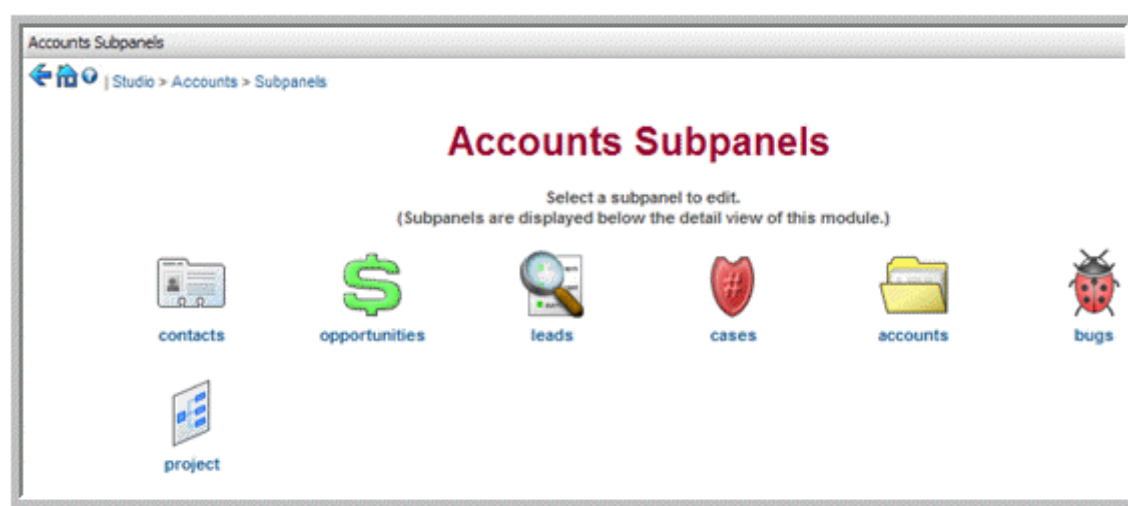 Accounts Subpanels
| Studio > Accounts > Subpanels
Accounts Subpanels
Select a subpanel to edit.
(Subpanels are displayed below the detail view of this module.)
contacts opportunities leads cases accounts bugs
project